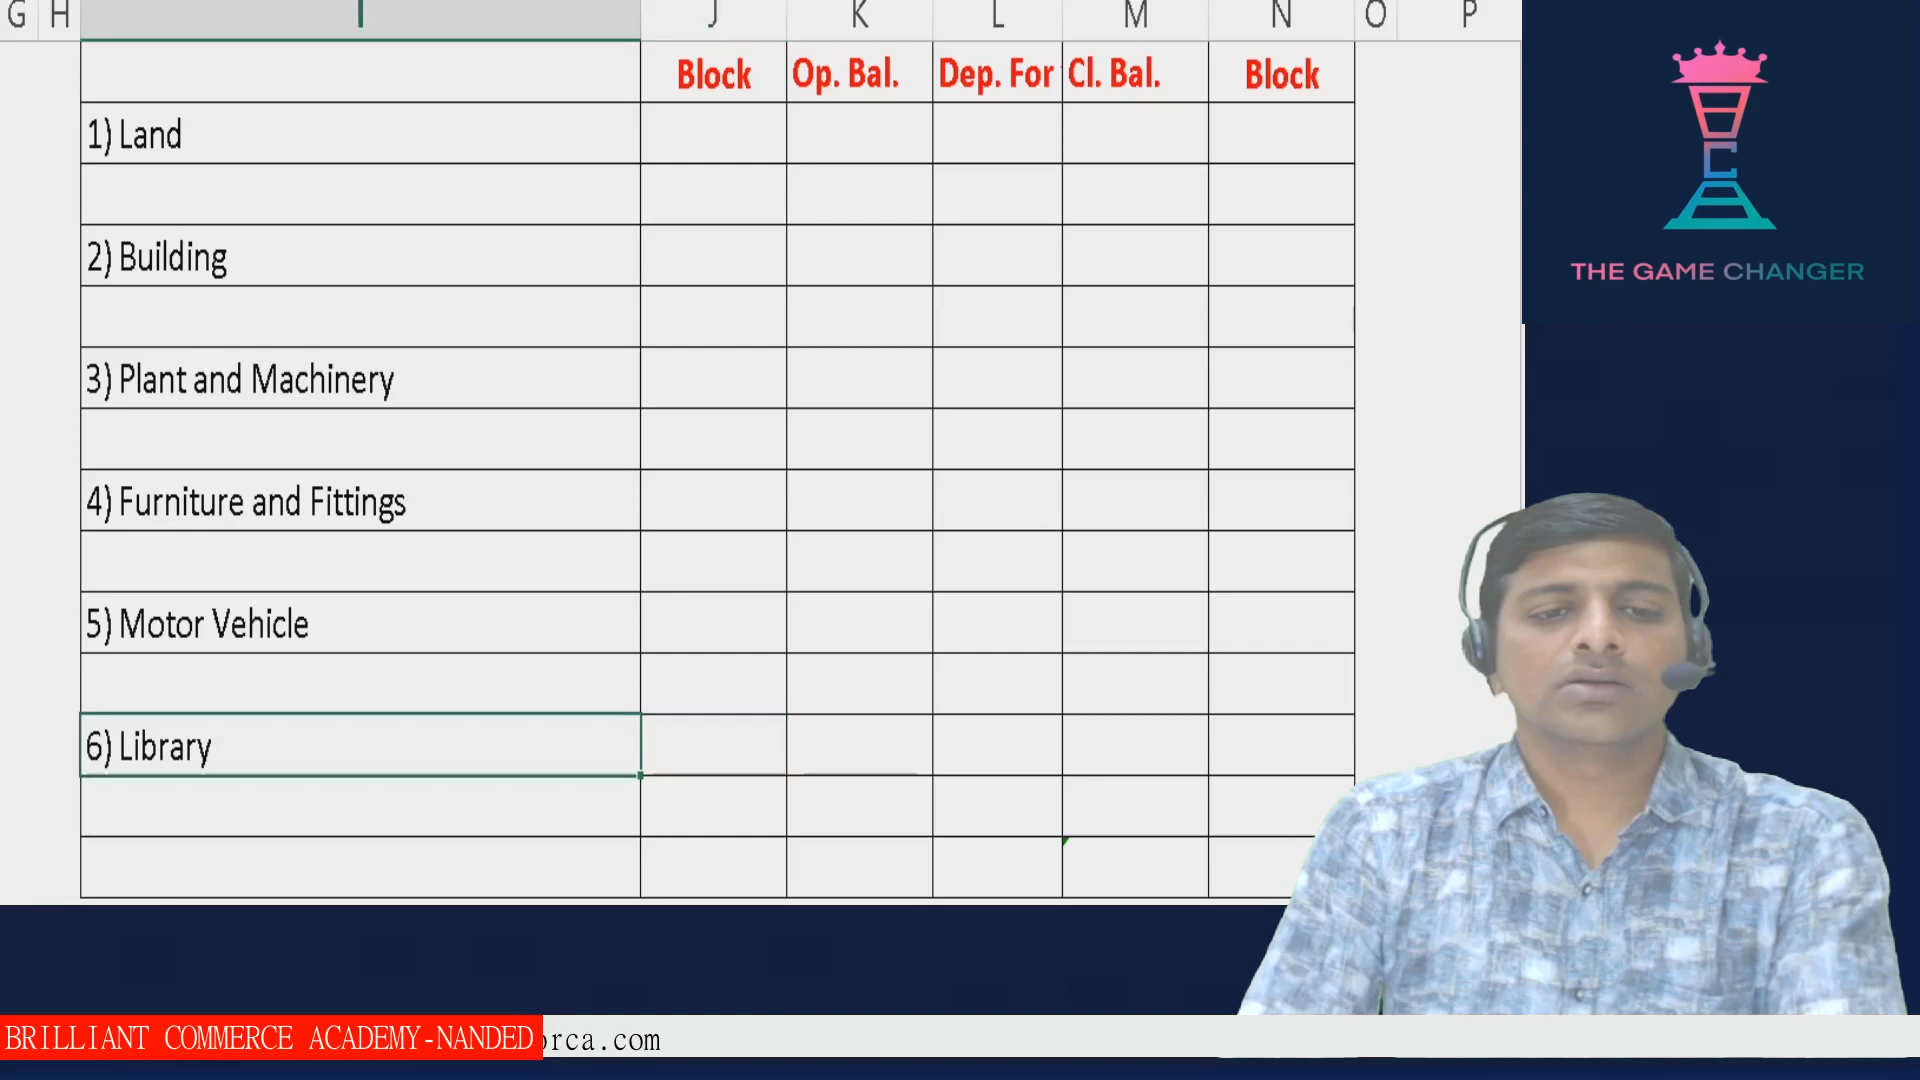 G H I J K L M N O P
Block Op. Bal. Dep. For Cl. Bal. Block
1) Land
2) Building
3) Plant and Machinery
4) Furniture and Fittings
5) Motor Vehicle
6) Library
THE GAME CHANGER
BRILLIANT COMMERCE ACADEMY-NANDED
rca.com